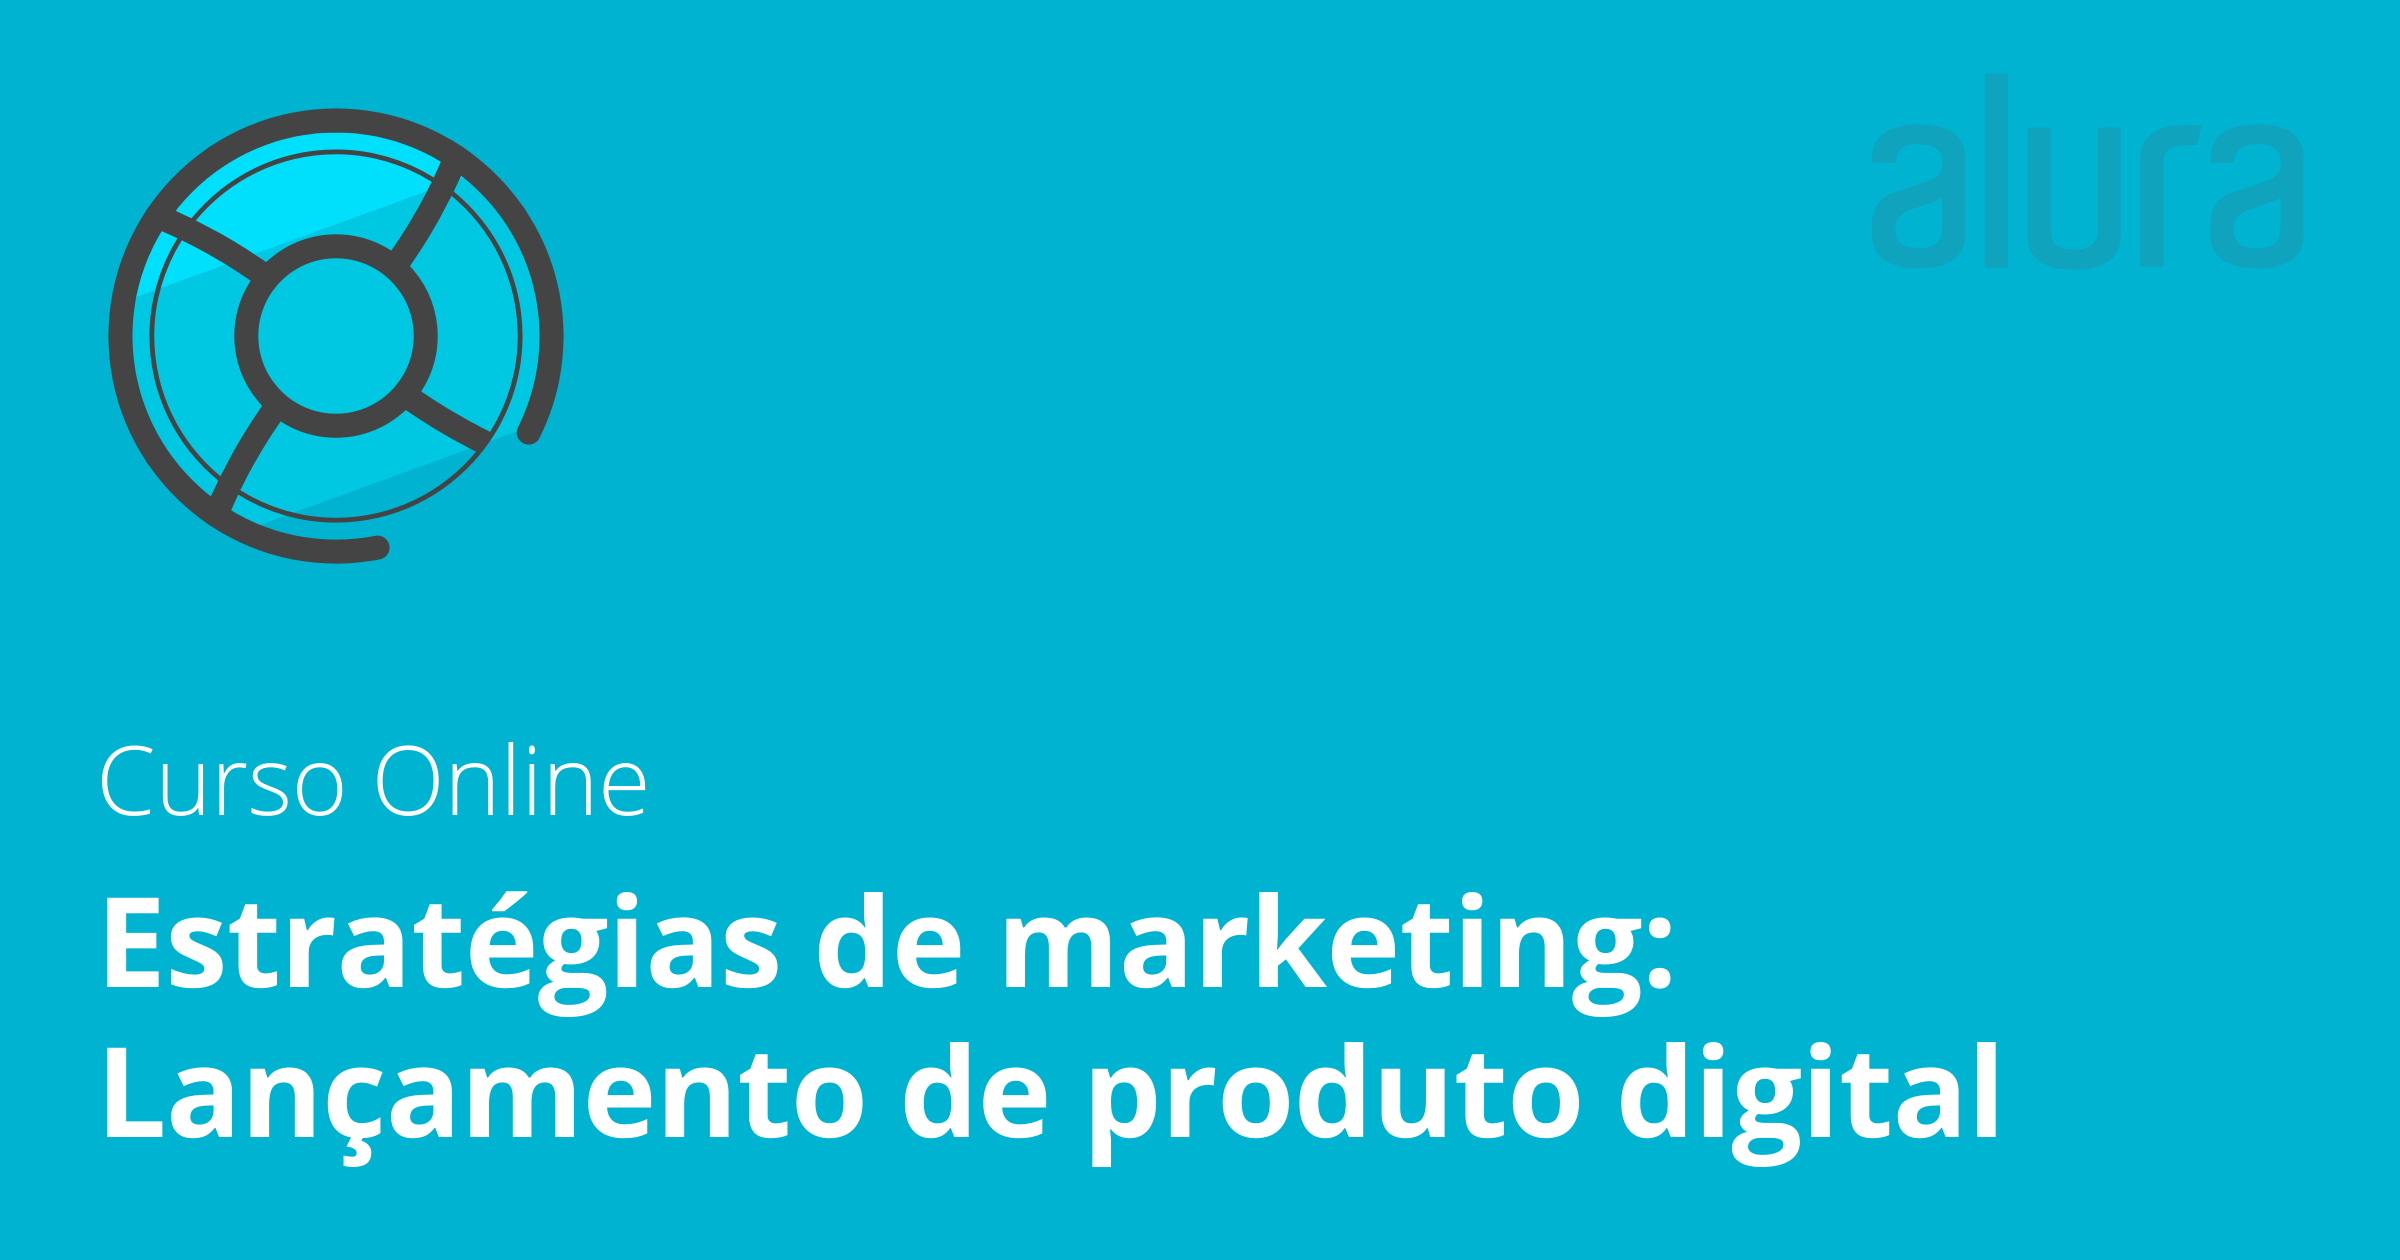 alura
Curso Online
Estratégias de marketing:
Lançamento de produto digital